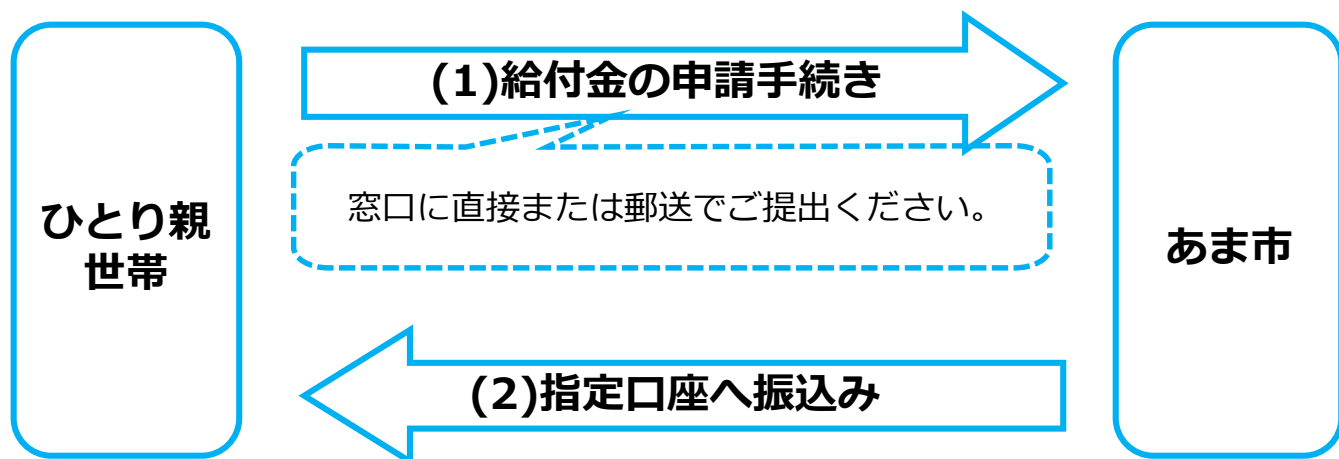 (1)給付金の申請手続き
窓口に直接または郵送でご提出ください。
ひとり親
世帯
あま市
(2)指定口座へ振込み